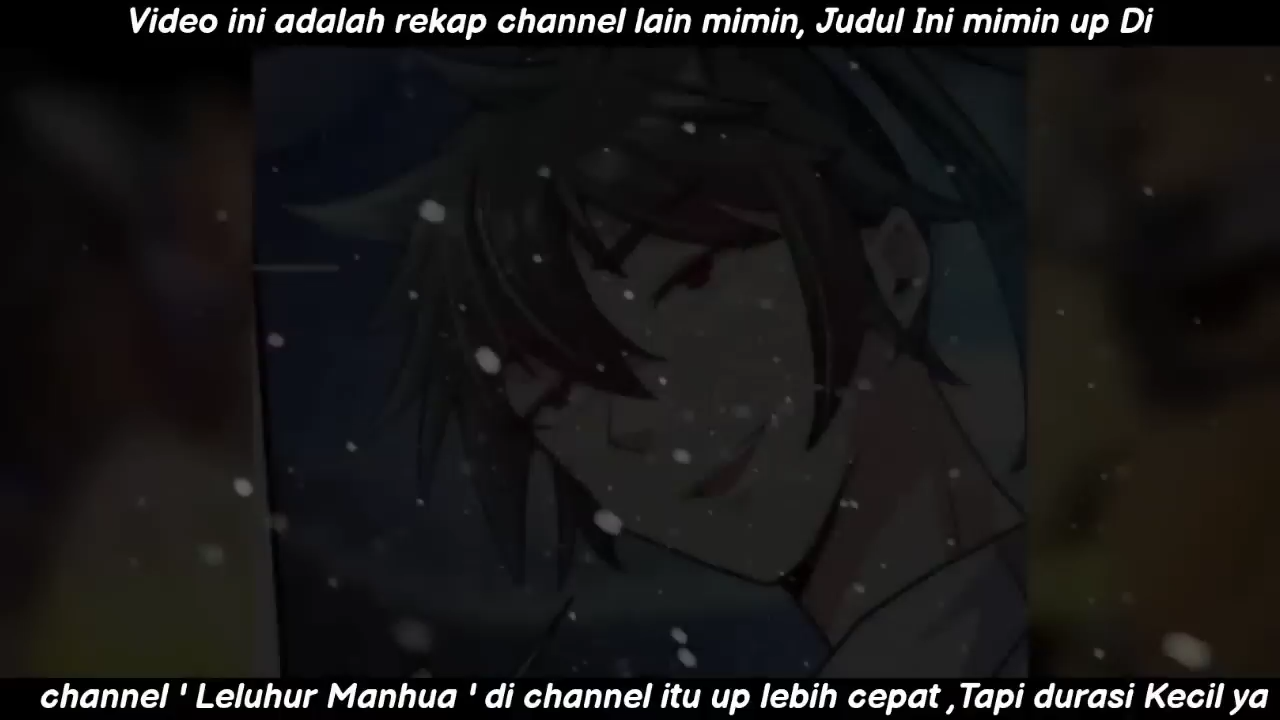 Video ini adalah rekap channel lain mimin, Judul Ini mimin up Di
channel ' Leluhur Manhua ' di channel itu up lebih cepat ,Tapi durasi Kecil ya